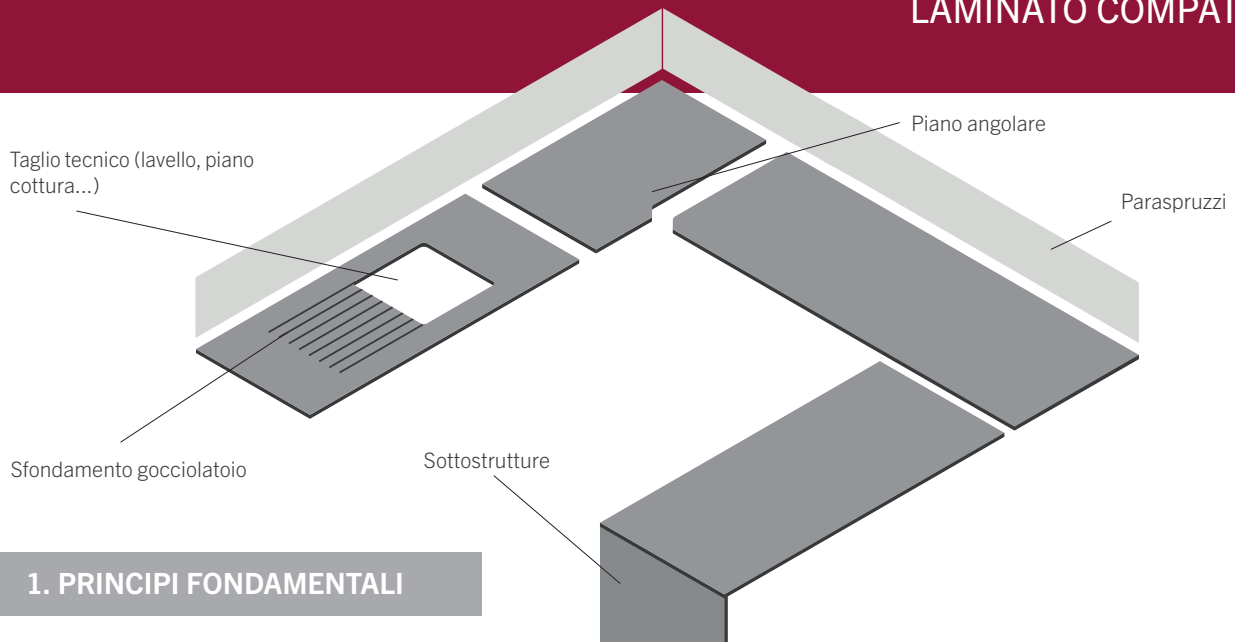 LAMINATO COMPAT
Piano angolare
Taglio tecnico (lavello, piano
cottura...)
Paraspruzzi
Sfondamento gocciolatoio
Sottostrutture
1. PRINCIPI FONDAMENTALI